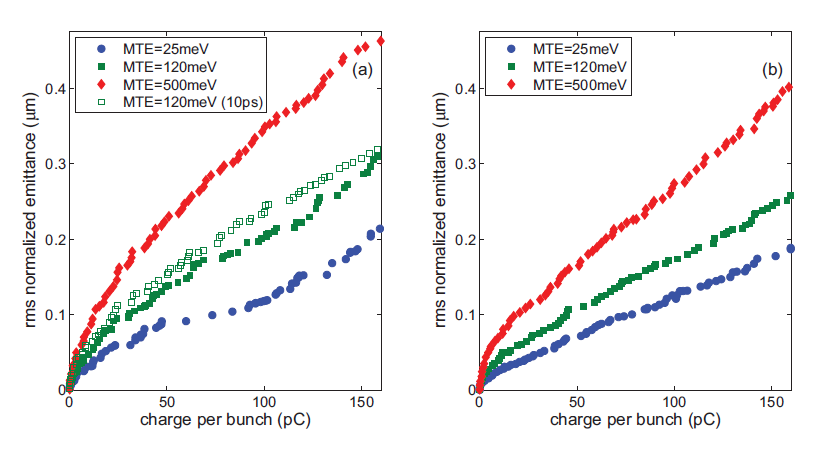 MTE=25meV
MTE=120meV
MTE=500meV
MTE=120meV (10ps)
(a)
rms normalized emittance (μm)
0.4
0.3
0.2
0.1
0
0 50 100 150
charge per bunch (pC)
MTE=25meV
MTE=120meV
MTE=500meV
(b)
rms normalized emittance (μm)
0.4
0.3
0.2
0.1
0
0 50 100 150
charge per bunch (pC)